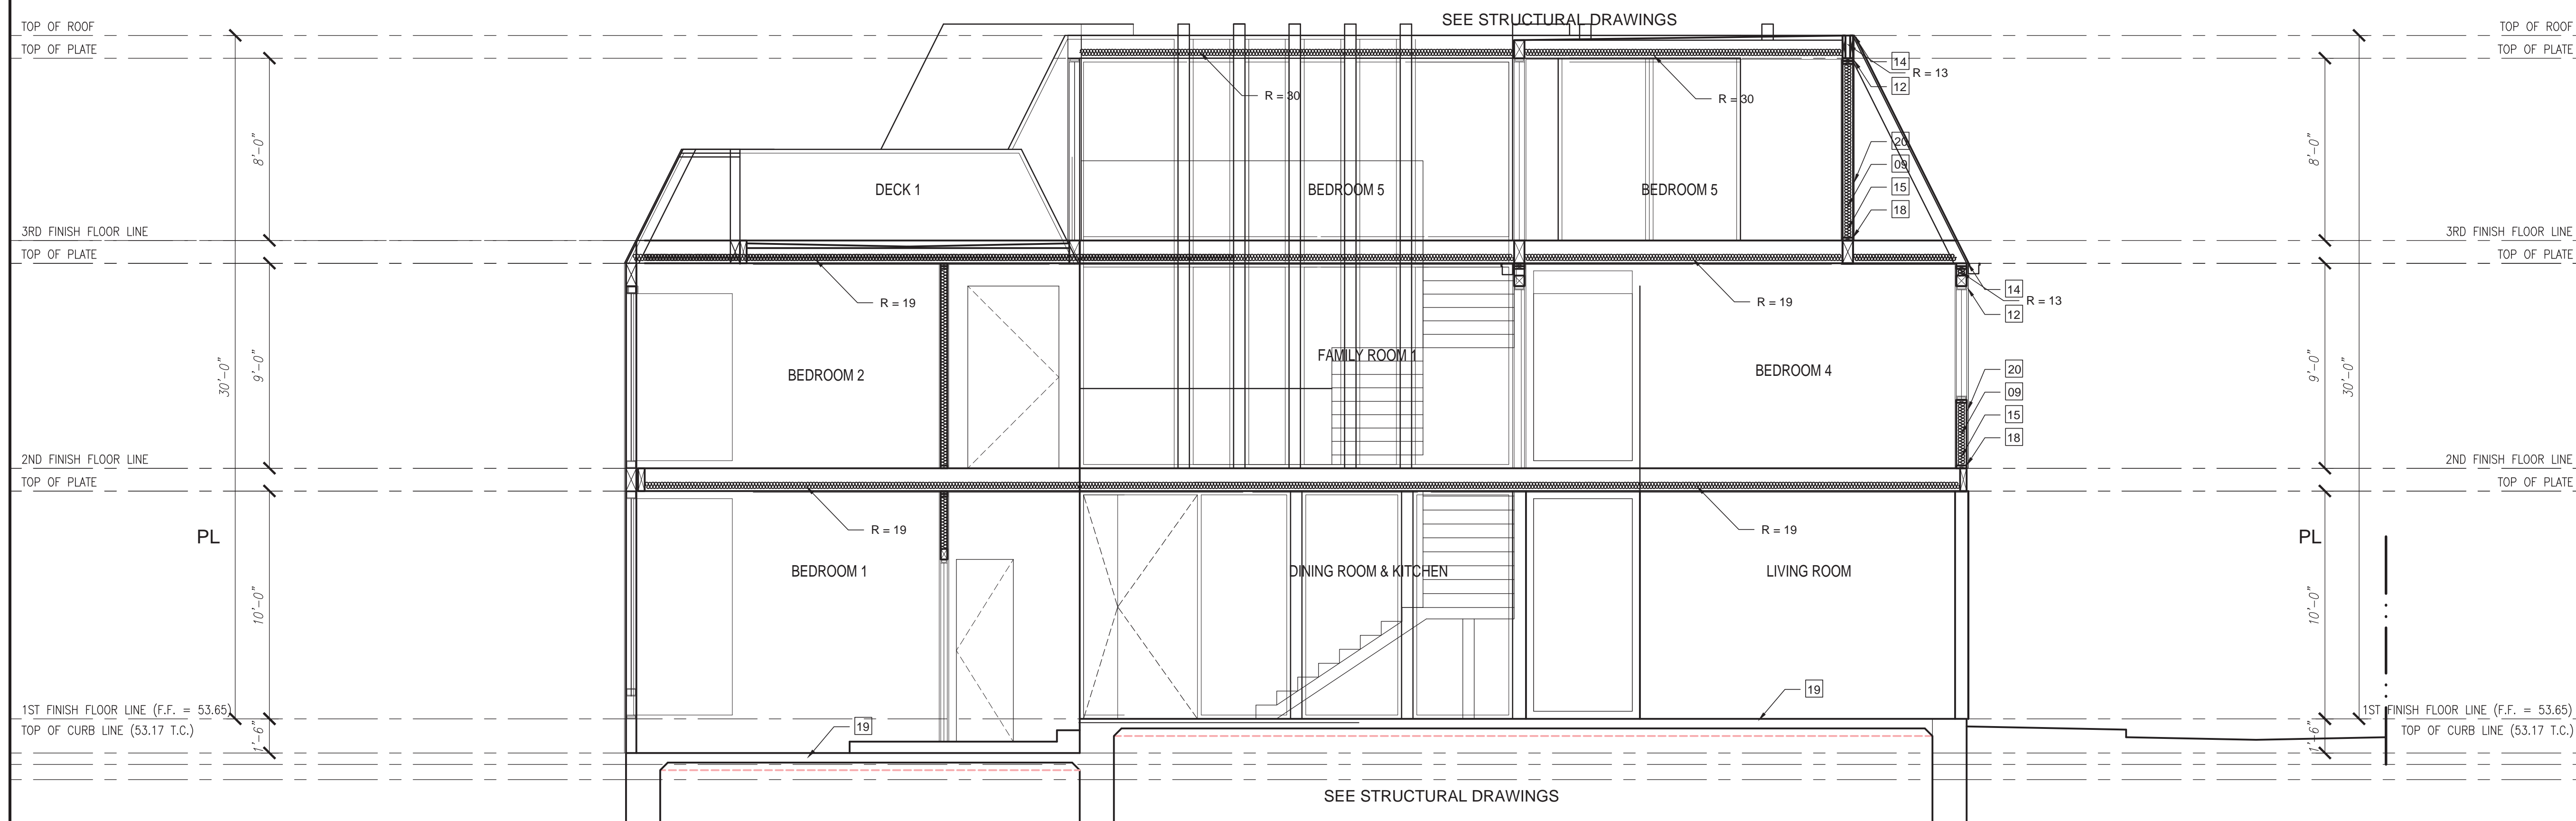 SEE STRUCTURAL DRAWINGS
TOP OF ROOF
TOP OF ROOF
TOP OF PLATE
TOP OF PLATE
14
R = 13
12
R = 30
R = 30
8'-0"
8'-0"
20
09
15
18
DECK 1
BEDROOM 5
BEDROOM 5
3RD FINISH FLOOR LINE
3RD FINISH FLOOR LINE
TOP OF PLATE
TOP OF PLATE
R = 19
R = 19
14
R = 13
12
30'-0"
9'-0"
9'-0"
30'-0"
FAMILY ROOM 1
BEDROOM 2
BEDROOM 4
20
09
15
18
2ND FINISH FLOOR LINE
2ND FINISH FLOOR LINE
TOP OF PLATE
TOP OF PLATE
R = 19
R = 19
PL
PL
BEDROOM 1
DINING ROOM & KITCHEN
LIVING ROOM
10'-0"
10'-0"
19
1ST FINISH FLOOR LINE (F.F. = 53.65)
1ST FINISH FLOOR LINE (F.F. = 53.65)
19
TOP OF CURB LINE (53.17 T.C.)
TOP OF CURB LINE (53.17 T.C.)
1'-6"
1'-6"
SEE STRUCTURAL DRAWINGS